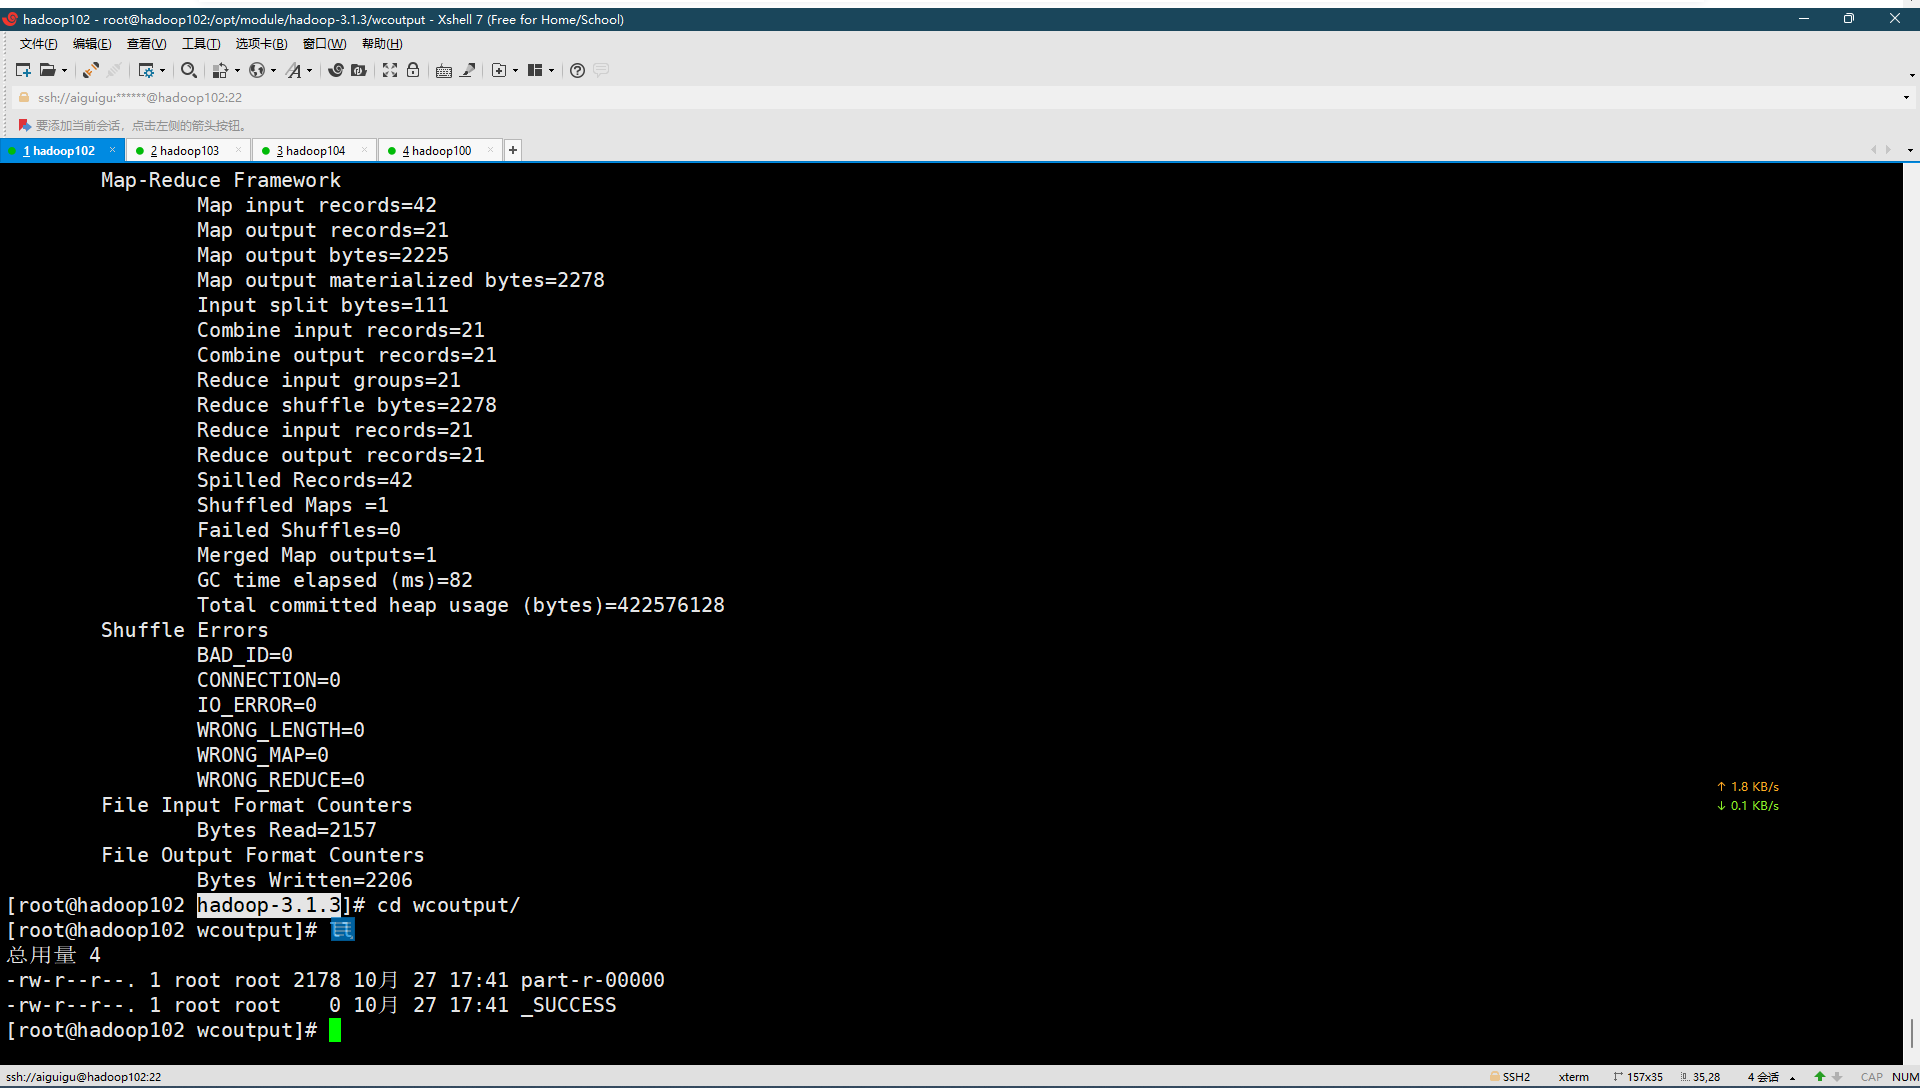 hadoop102 - root@hadoop102:/opt/module/hadoop-3.1.3/wcoutput - Xshell 7 (Free for Home/School)
文件(F) 编辑(E) 查看(V) 工具(T) 选项卡(B) 窗口(W) 帮助(H)
ssh://aiguigu:******@hadoop102:22
要添加当前会话，点击左侧的箭头按钮。
1 hadoop102 × 2 hadoop103 × 3 hadoop104 × 4 hadoop100 × +
Map-Reduce Framework
Map input records=42
Map output records=21
Map output bytes=2225
Map output materialized bytes=2278
Input split bytes=111
Combine input records=21
Combine output records=21
Reduce input groups=21
Reduce shuffle bytes=2278
Reduce input records=21
Reduce output records=21
Spilled Records=42
Shuffled Maps =1
Failed Shuffles=0
Merged Map outputs=1
GC time elapsed (ms)=82
Total committed heap usage (bytes)=422576128
Shuffle Errors
BAD_ID=0
CONNECTION=0
IO_ERROR=0
WRONG_LENGTH=0
WRONG_MAP=0
WRONG_REDUCE=0
↑ 1.8 KB/s
↓ 0.1 KB/s
File Input Format Counters
Bytes Read=2157
File Output Format Counters
Bytes Written=2206
[root@hadoop102 hadoop-3.1.3]# cd wcoutput/
[root@hadoop102 wcoutput]#
总用量 4
-rw-r--r--. 1 root root 2178 10月 27 17:41 part-r-00000
-rw-r--r--. 1 root root    0 10月 27 17:41 _SUCCESS
[root@hadoop102 wcoutput]#
ssh://aiguigu@hadoop102:22 SSH2 xterm 157x35 35,28 4 会话 CAP NUM